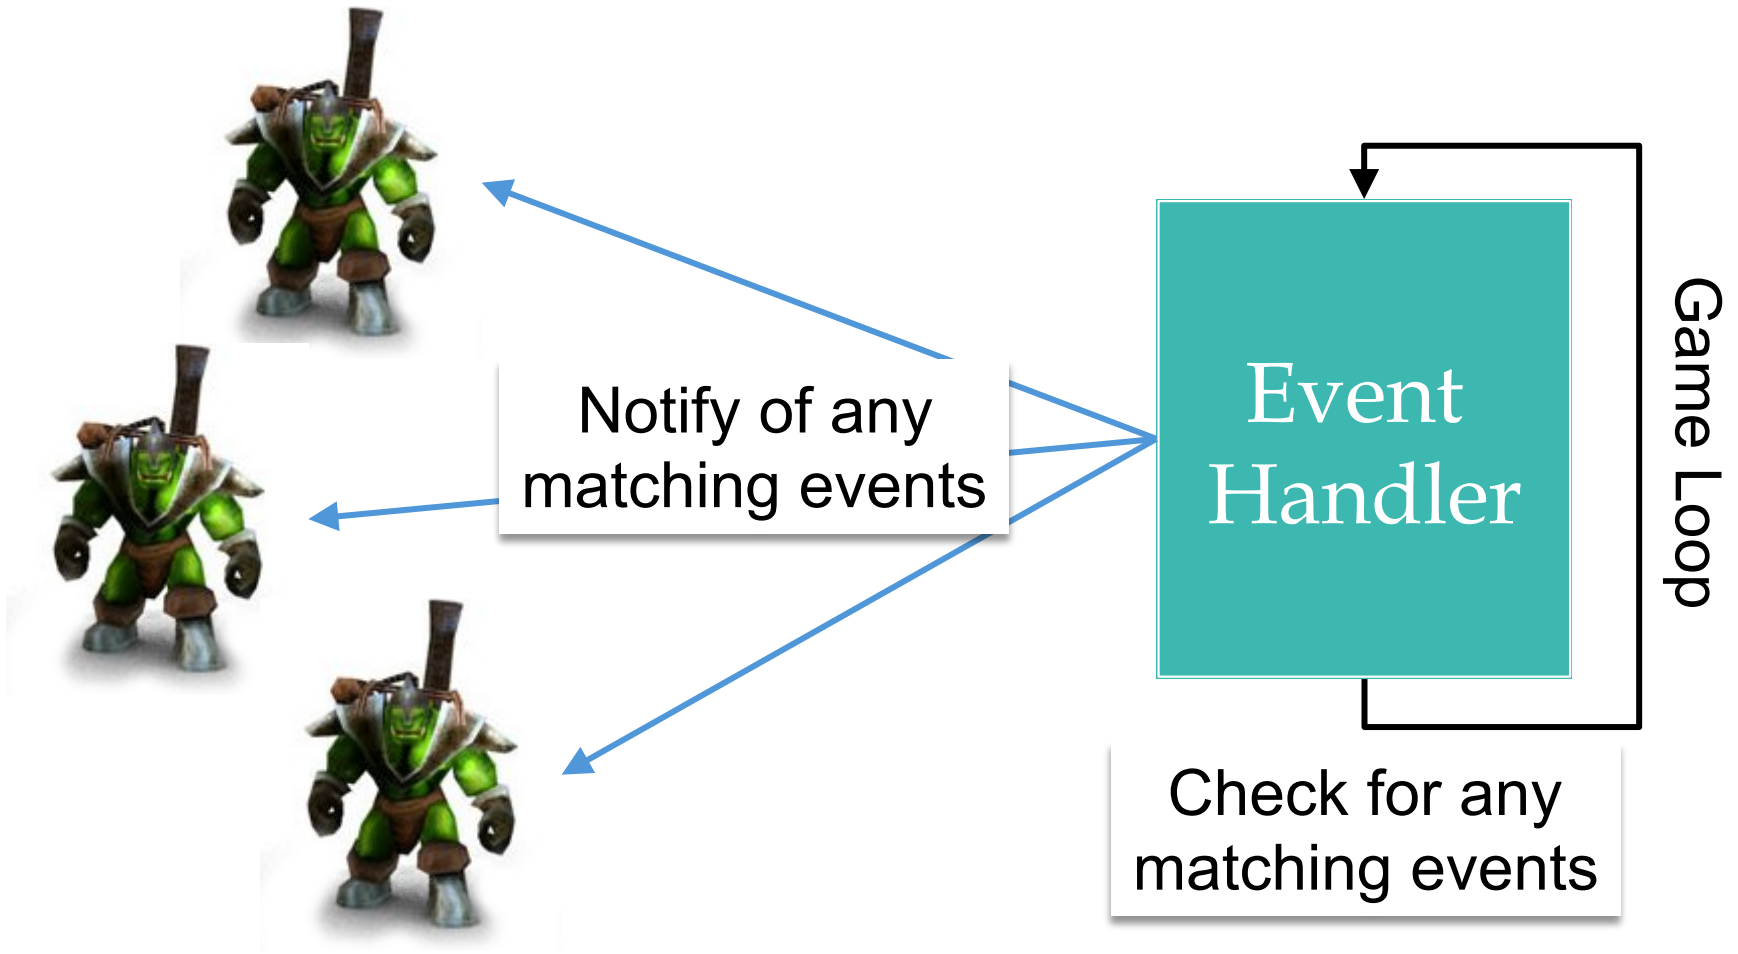 Notify of any
matching events
Event
Handler
Game Loop
Check for any
matching events